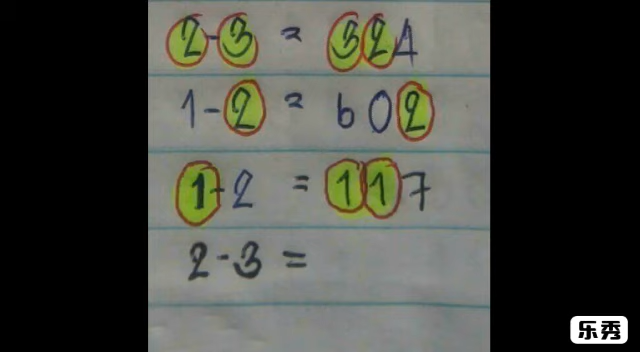 2-3 = 324
1-2 = 602
1-2 = 117
2-3 =
乐秀